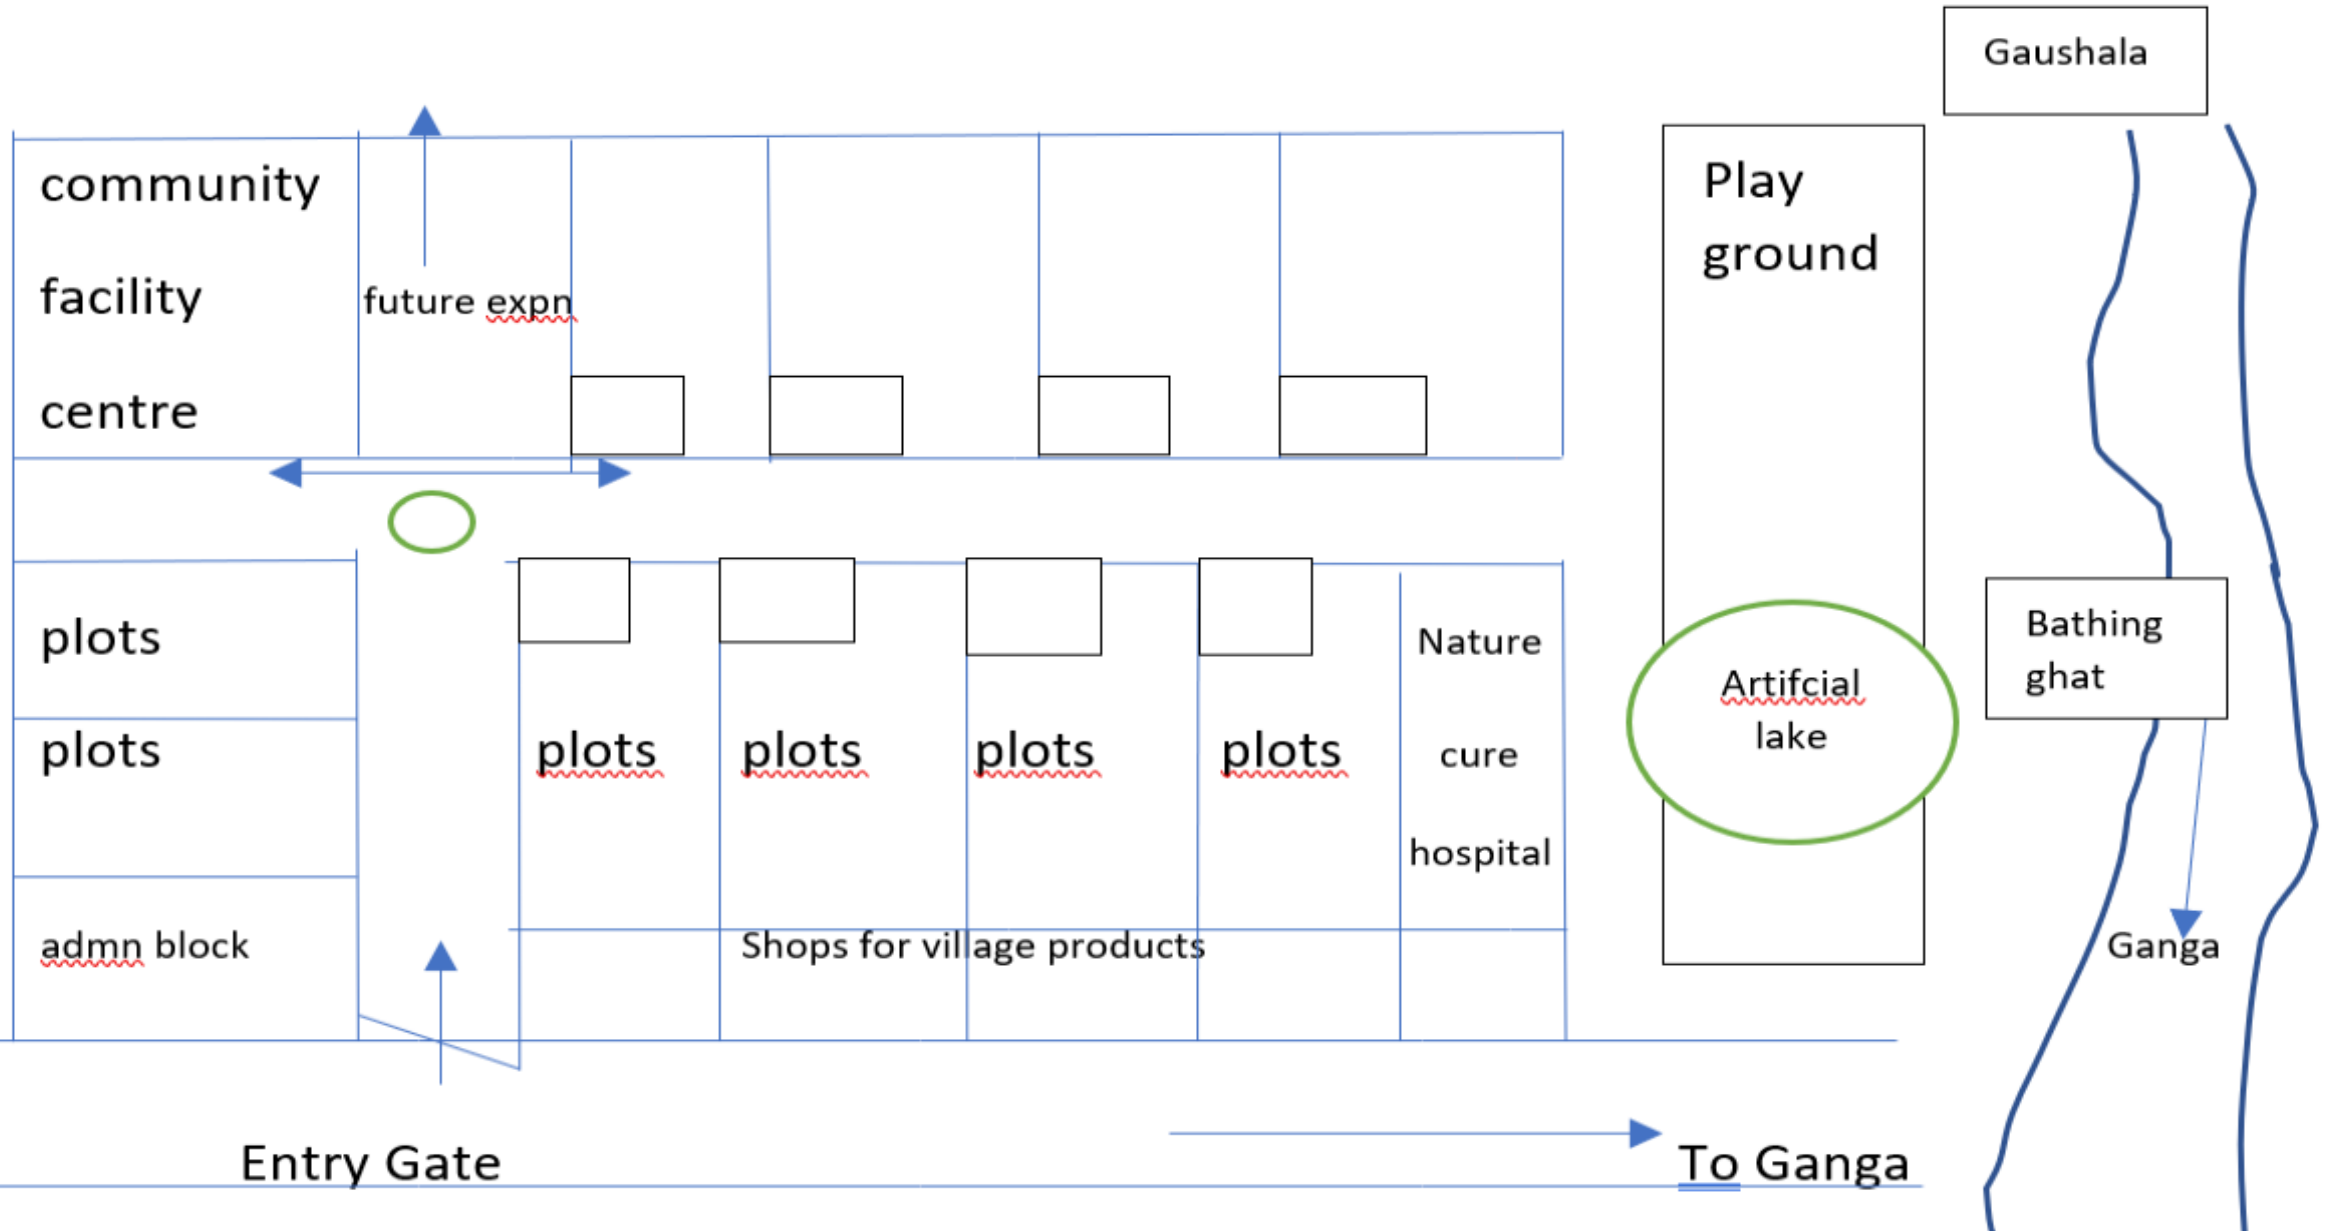 Gaushala
community
facility
centre
future expn
Play
ground
plots
plots
admn block
plots
plots
plots
plots
Nature
cure
hospital
Shops for village products
Artifcial
lake
Bathing
ghat
Ganga
Entry Gate
To Ganga